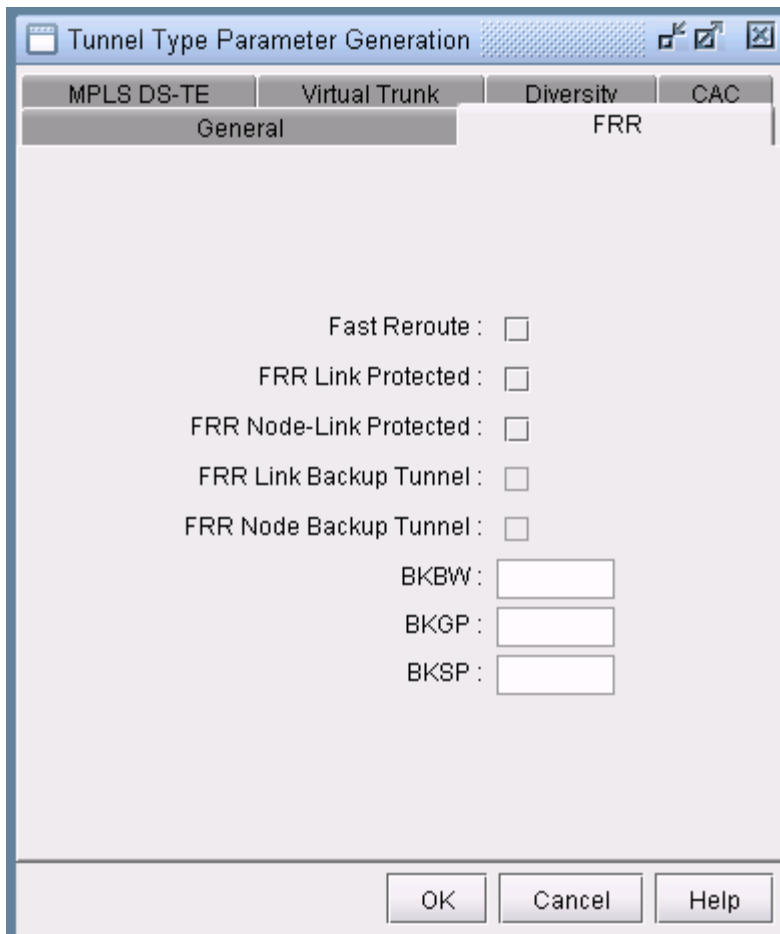 Tunnel Type Parameter Generation
MPLS DS-TE Virtual Trunk Diversity CAC
General FRR
Fast Reroute :
FRR Link Protected :
FRR Node-Link Protected :
FRR Link Backup Tunnel :
FRR Node Backup Tunnel :
BKBW :
BKGP :
BKSP :
OK Cancel Help